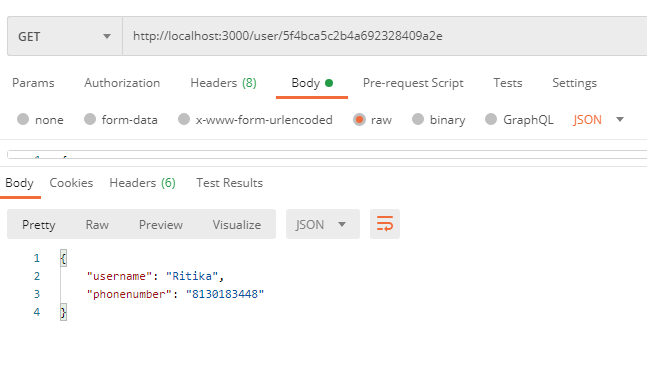 GET http://localhost:3000/user/5f4bca5c2b4a692328409a2e
Params Authorization Headers (8) Body Pre-request Script Tests Settings
none form-data x-www-form-urlencoded raw binary GraphQL JSON
Body Cookies Headers (6) Test Results
Pretty Raw Preview Visualize JSON
1 {
2 "username": "Ritika",
3 "phonenumber": "8130183448"
4 }